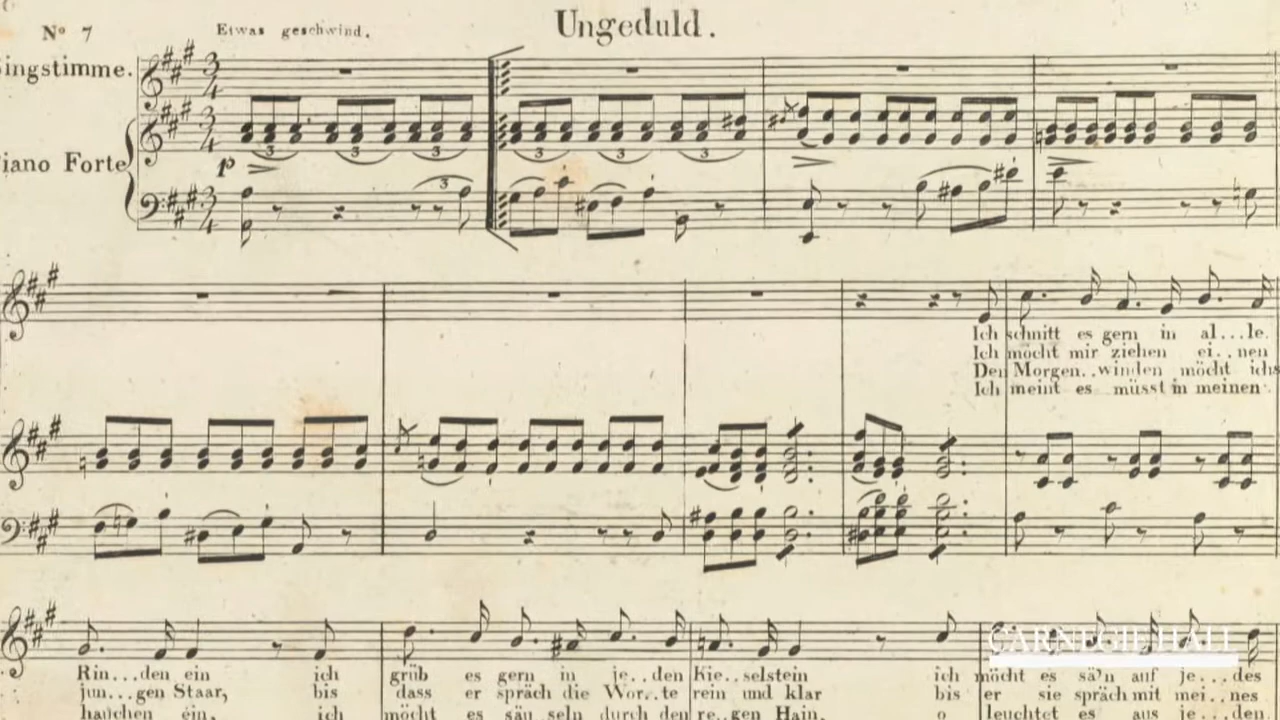 Nº 7
Etwas geschwind.
Ungeduld.
ingstimme.
iano Forte
Ich schnitt es gern in al...le
Ich möcht mir ziehen ei..nen
Den Morgen..winden möcht ichs
Ich meint es müsst in meinen
CARNEGIE HALL
Rin...den ein ich grüb es gern in je..den Kie..selstein ich möcht es sä'n auf je...des
jun...gen Staar, bis dass er spräch die Wor..te rein und klar bis er sie spräch mit mei..nes
hauchen ein, ich möcht es säu seln durch den re..gen Hain, o leuchtet es aus je..den